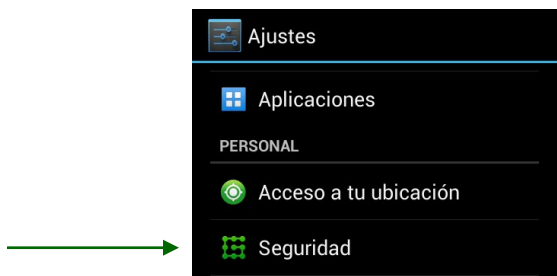 Ajustes
Aplicaciones
PERSONAL
Acceso a tu ubicación
Seguridad